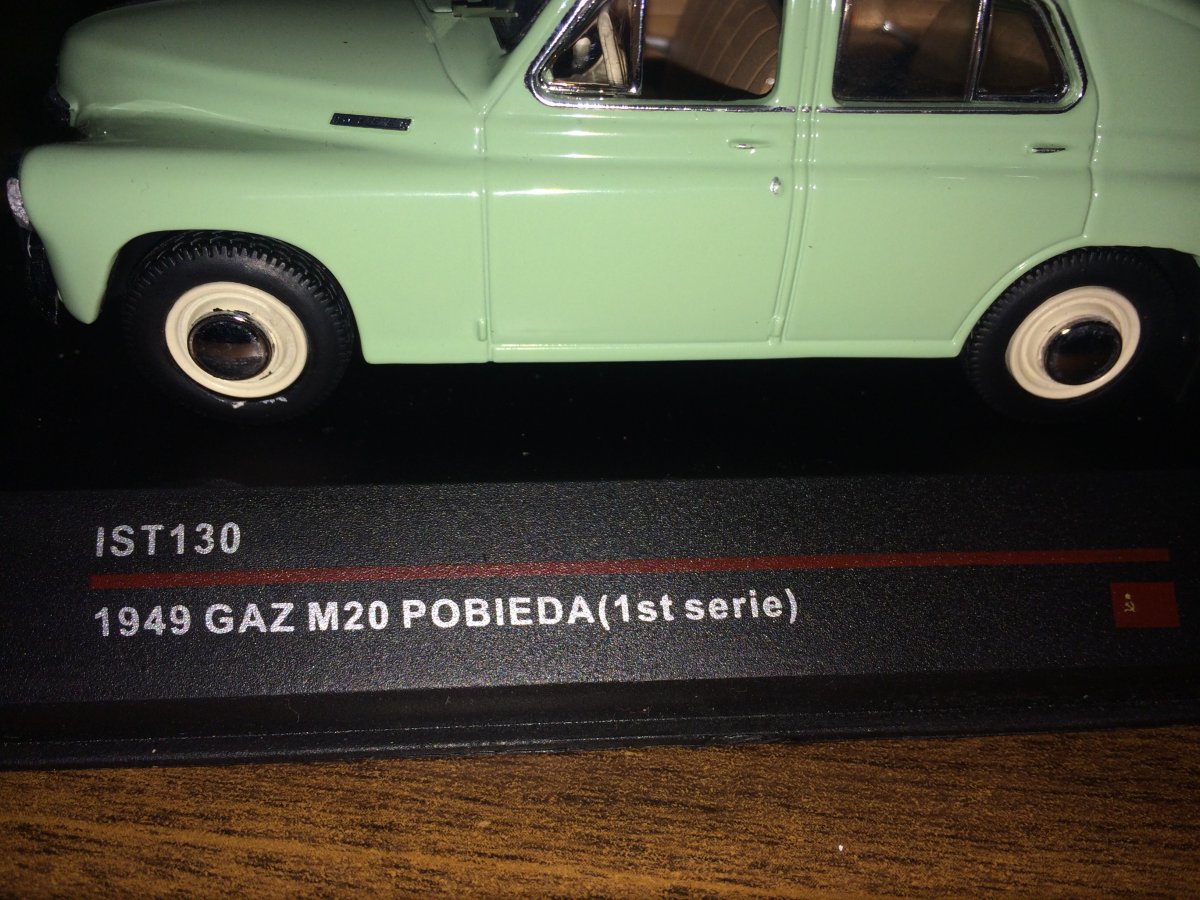 IST130
1949 GAZ M20 POBIEDA(1st serie)